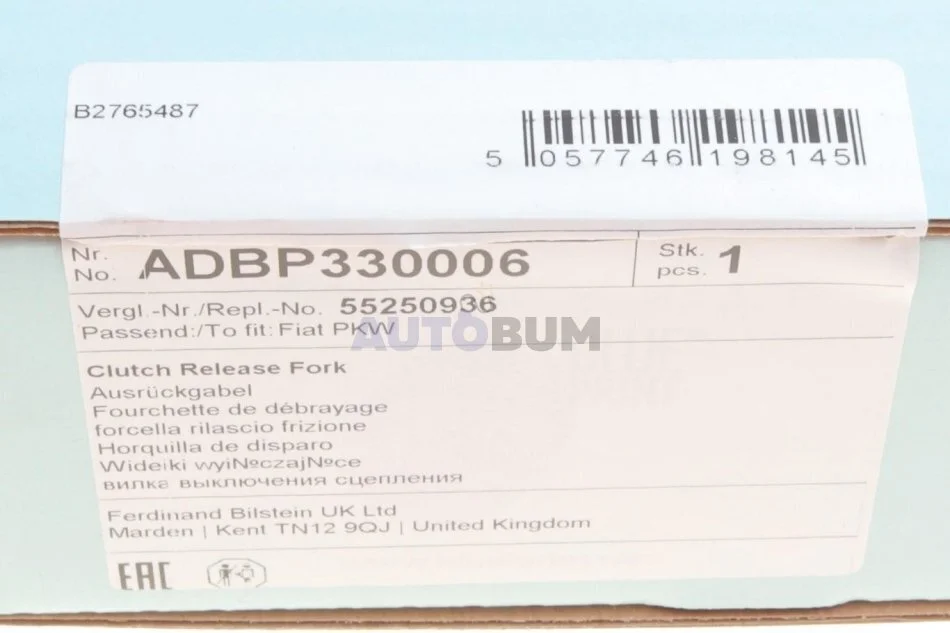 B2765487
5 057746 198145
Nr.
No. ADBP330006
Stk.
pcs. 1
Vergl.-Nr./Repl.-No. 55250936
Passend:/To fit: Fiat PKW
AUTOBUM
Clutch Release Fork
Ausrückgabel
Fourchette de débrayage
forcella rilascio frizione
Horquilla de disparo
Wideiki wyi№czaj№ce
вилка выключения сцепления
Ferdinand Bilstein UK Ltd
Marden | Kent TN12 9QJ | United Kingdom
EAC